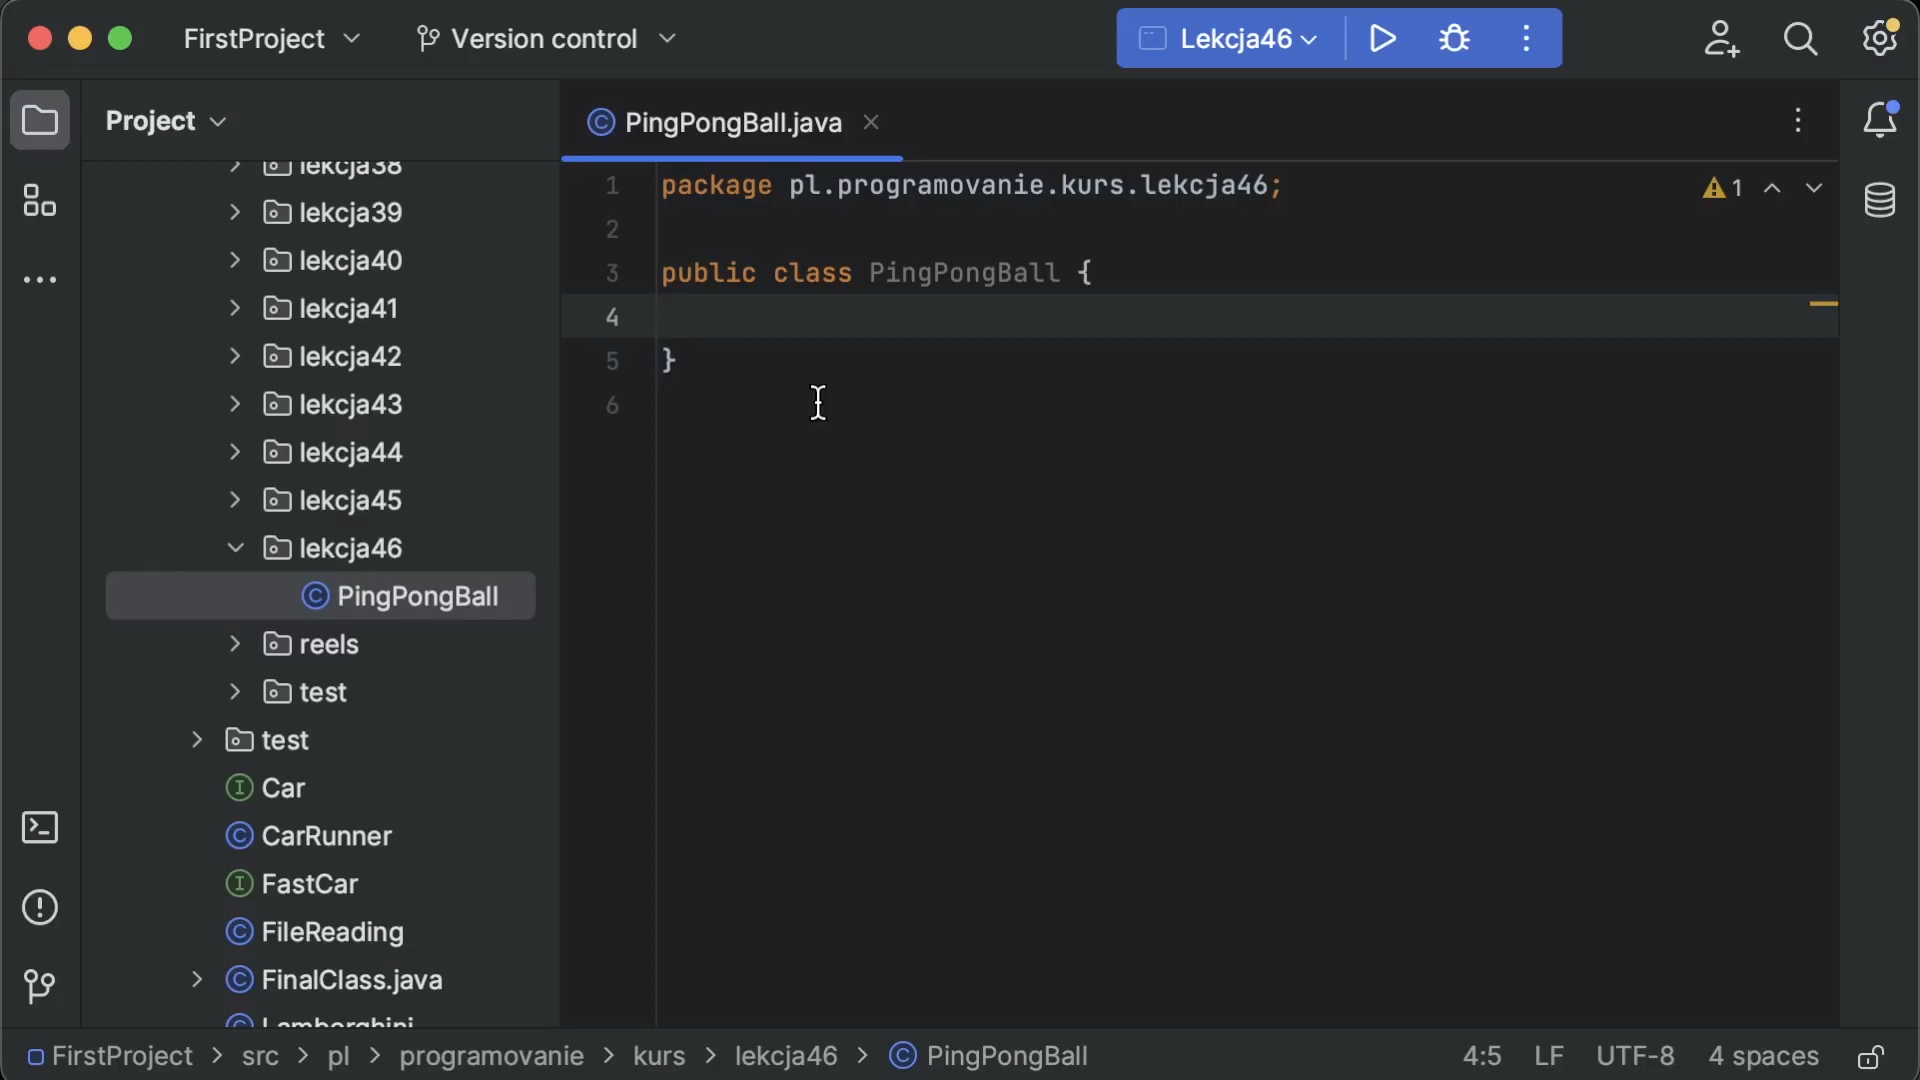 FirstProject
Version control
Lekcja46
Project
PingPongBall.java
lekcja38
lekcja39
lekcja40
lekcja41
lekcja42
lekcja43
lekcja44
lekcja45
lekcja46
PingPongBall
reels
test
test
Car
CarRunner
FastCar
FileReading
FinalClass.java
Lamborghini
1 package pl.programovanie.kurs.lekcja46;
2
3 public class PingPongBall {
4
5 }
6
1
FirstProject > src > pl > programovanie > kurs > lekcja46 > PingPongBall
4:5 LF UTF-8 4 spaces